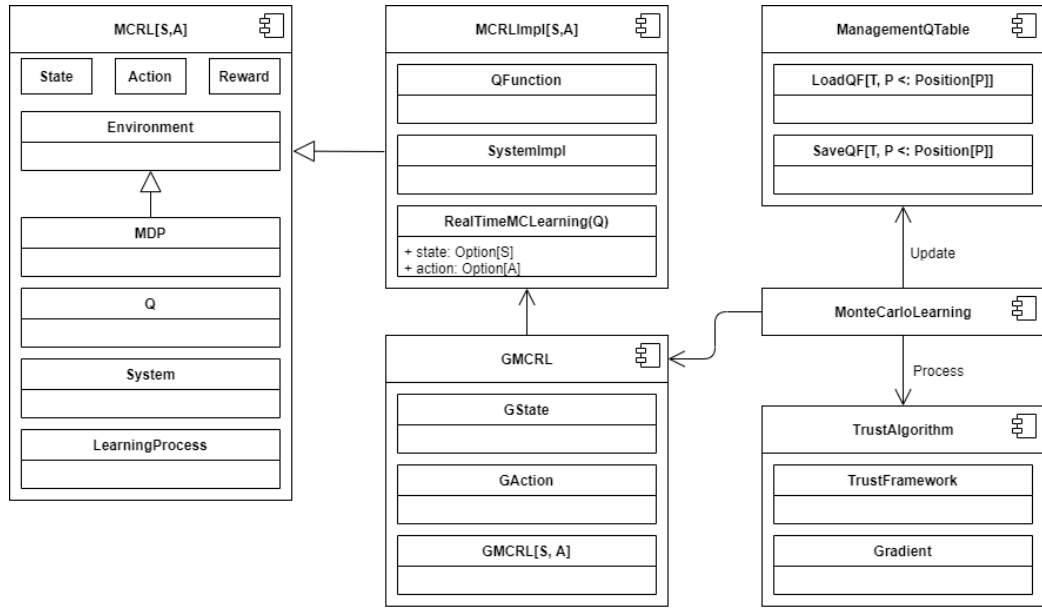 MCRL[S,A]
State
Action
Reward
Environment
MDP
Q
System
LearningProcess
MCRLImpl[S,A]
QFunction
SystemImpl
RealTimeMCLearning(Q)
+ state: Option[S]
+ action: Option[A]
GMCRL
GState
GAction
GMCRL[S, A]
ManagementQTable
LoadQF[T, P <: Position[P]]
SaveQF[T, P <: Position[P]]
Update
MonteCarloLearning
Process
TrustAlgorithm
TrustFramework
Gradient